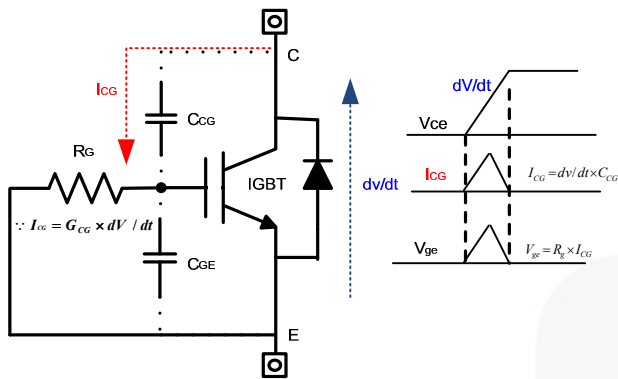 C
ICG
CCG
RG
IGBT
dv/dt
∵ ICG = GCG × dV / dt
CGE
E
dV/dt
Vce
ICG
ICG = dv/dt×CCG
Vge
Vge = Rg × ICG